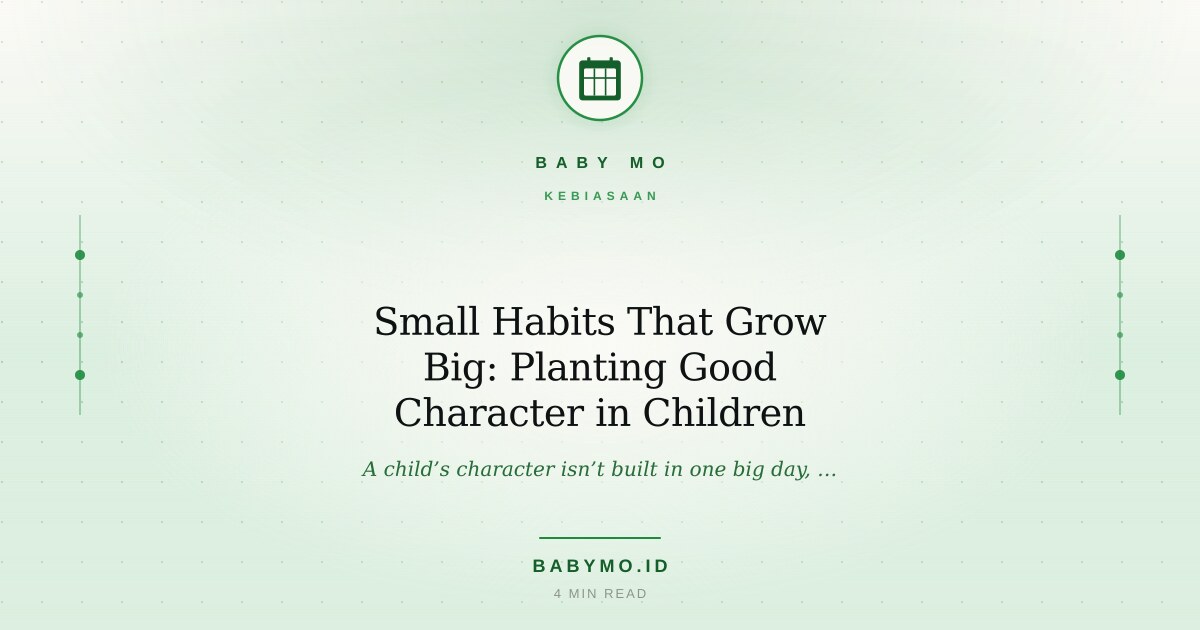 BABY MO
KEBIASAAN
Small Habits That Grow
Big: Planting Good
Character in Children
A child’s character isn’t built in one big day, …
BABYMO.ID
4 MIN READ